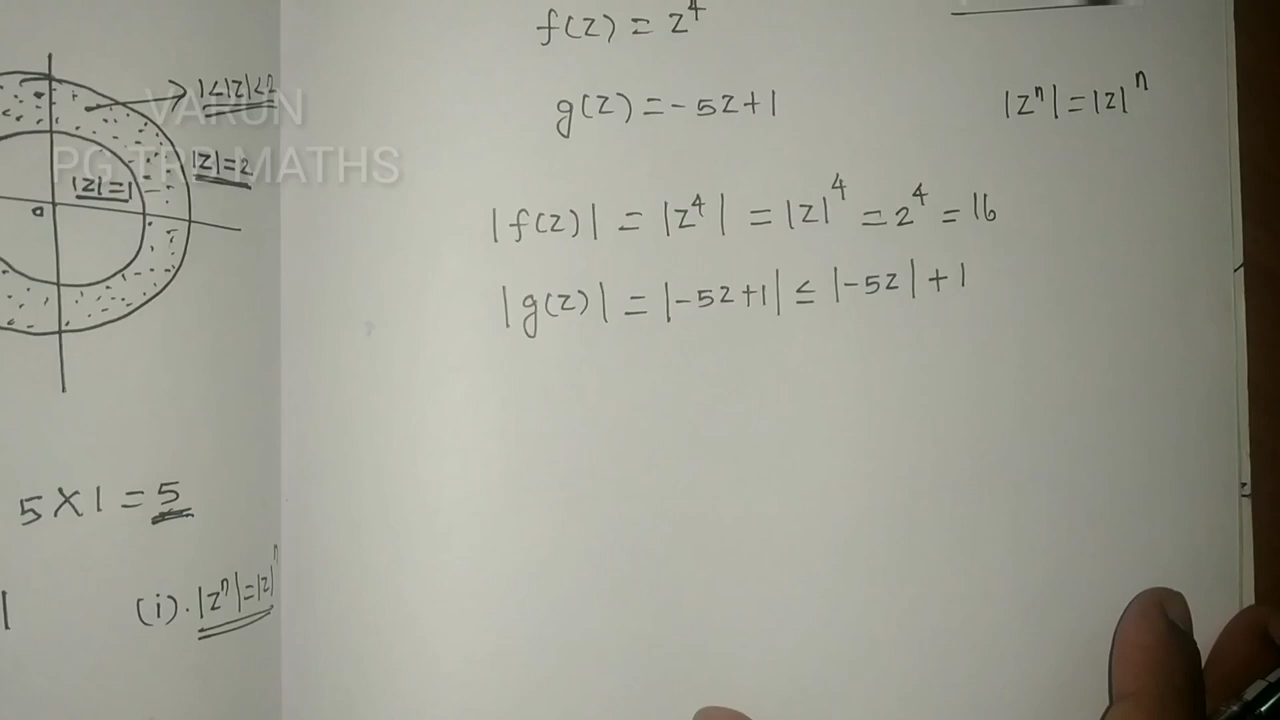 1<|z|<2
VARUN
PG TRB MATHS
|z|=2
|z|=1
5×1=5
(i). |zⁿ|=|z|ⁿ
f(z) = z⁴
g(z) = -5z+1
|zⁿ| = |z|ⁿ
|f(z)| = |z⁴| = |z|⁴ = 2⁴ = 16
|g(z)| = |-5z+1| ≤ |-5z| + 1